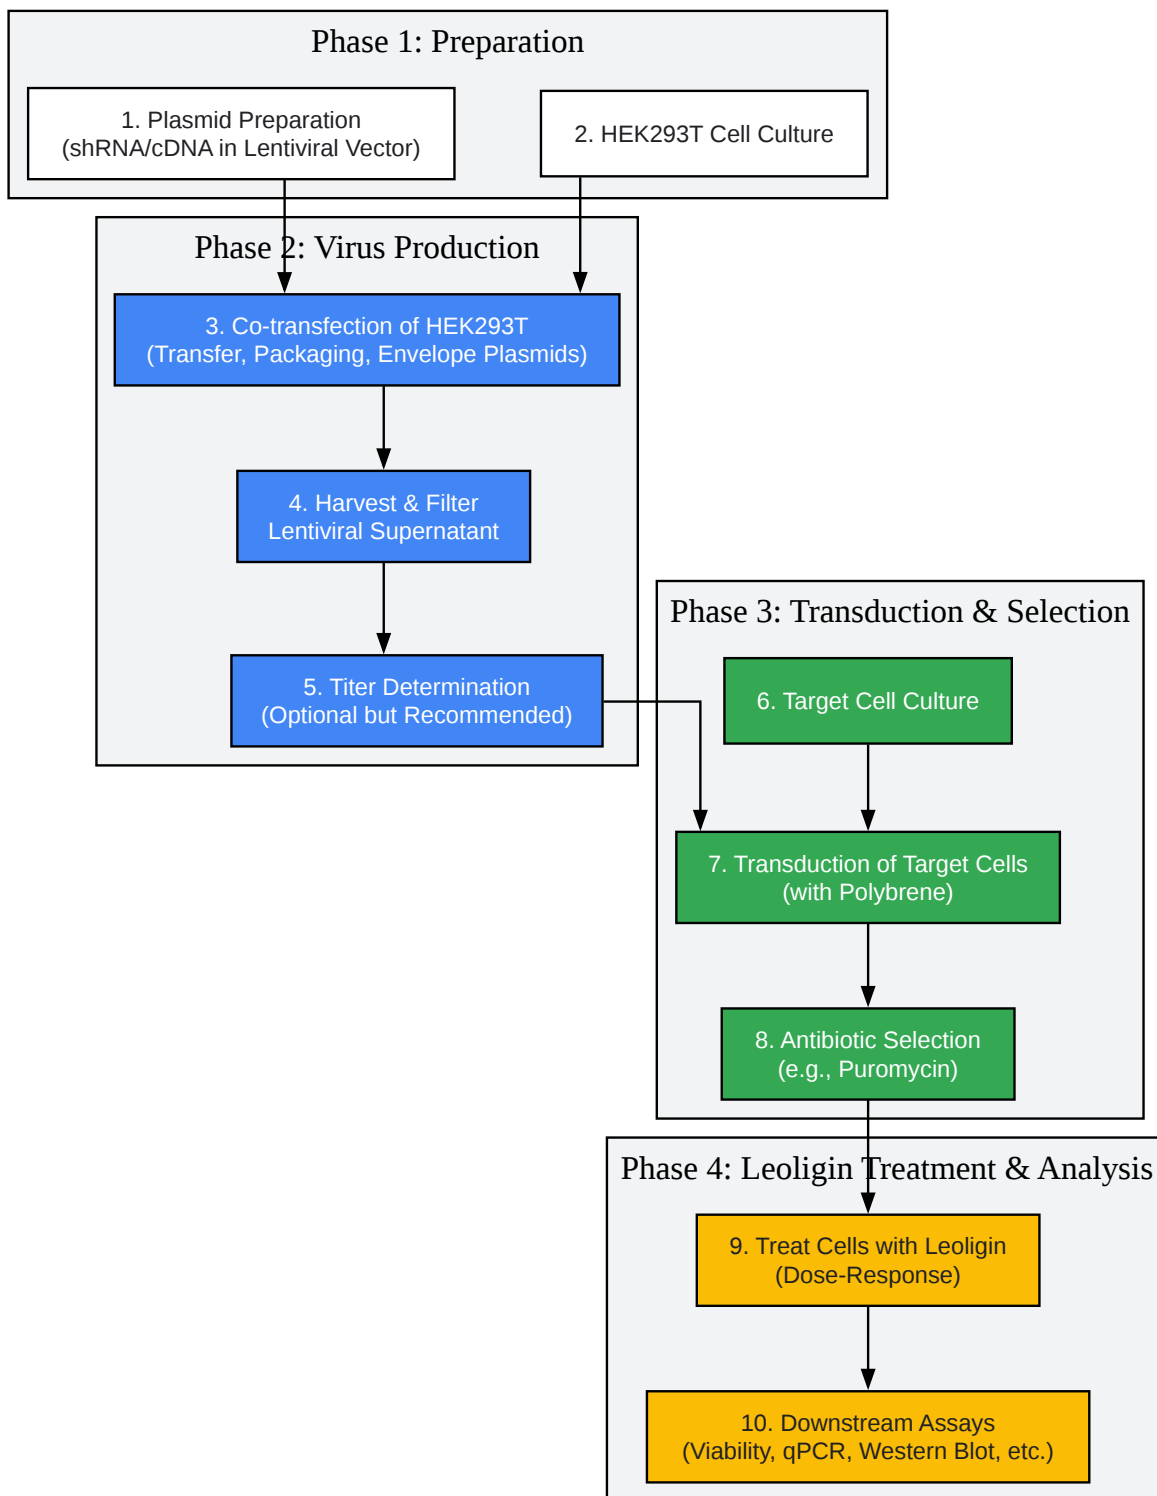 Phase 1: Preparation
1. Plasmid Preparation
(shRNA/cDNA in Lentiviral Vector)
2. HEK293T Cell Culture
Phase 2: Virus Production
3. Co-transfection of HEK293T
(Transfer, Packaging, Envelope Plasmids)
4. Harvest & Filter
Lentiviral Supernatant
5. Titer Determination
(Optional but Recommended)
Phase 3: Transduction & Selection
6. Target Cell Culture
7. Transduction of Target Cells
(with Polybrene)
8. Antibiotic Selection
(e.g., Puromycin)
Phase 4: Leoligin Treatment & Analysis
9. Treat Cells with Leoligin
(Dose-Response)
10. Downstream Assays
(Viability, qPCR, Western Blot, etc.)